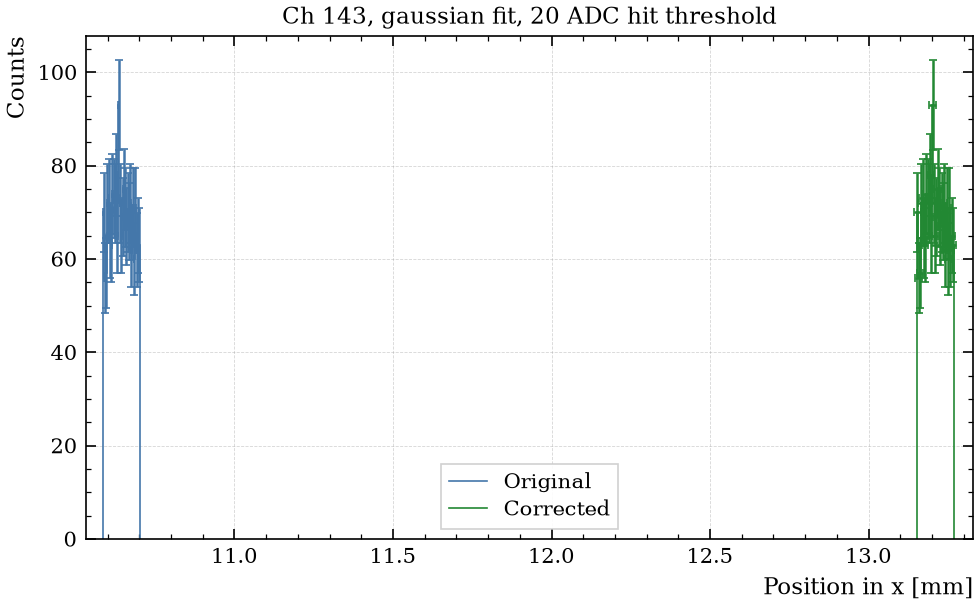 Ch 143, gaussian fit, 20 ADC hit threshold
Counts
100
80
60
40
20
0
Original
Corrected
11.0 11.5 12.0 12.5 13.0
Position in x [mm]